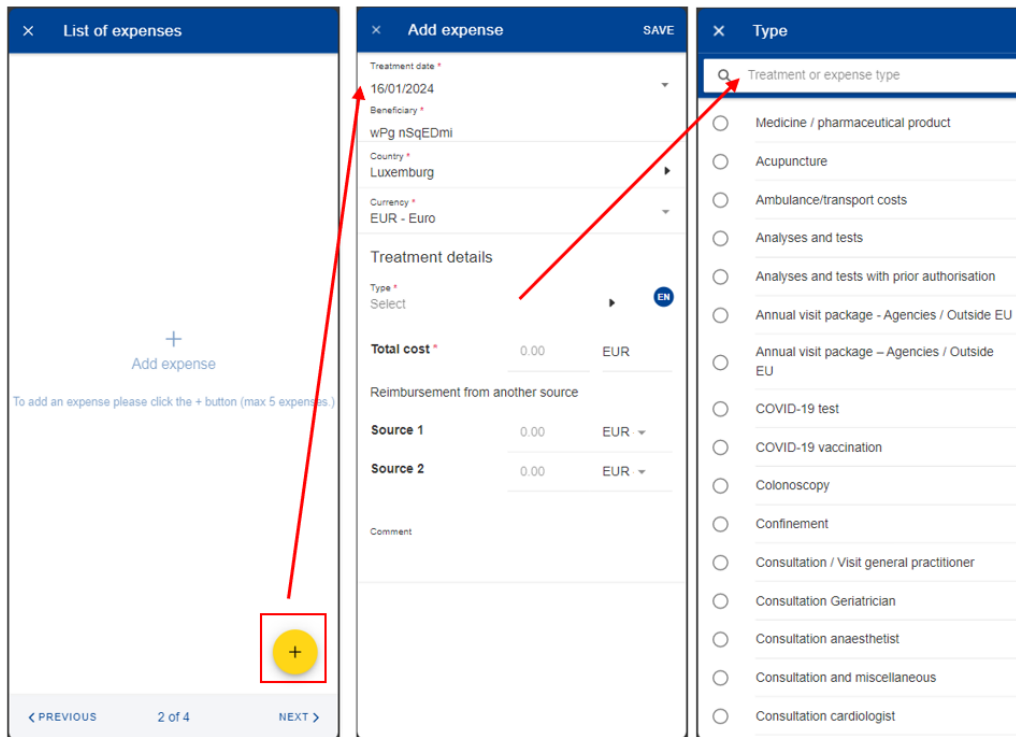 List of expenses
Add expense
To add an expense please click the + button (max 5 expenses.)
+
PREVIOUS
2 of 4
NEXT
Add expense
SAVE
Treatment date *
16/01/2024
Beneficiary *
wPg nSqEDmi
Country *
Luxemburg
Currency *
EUR - Euro
Treatment details
Type *
Select
EN
Total cost * 0.00 EUR
Reimbursement from another source
Source 1 0.00 EUR
Source 2 0.00 EUR
Comment
Type
Treatment or expense type
Medicine / pharmaceutical product
Acupuncture
Ambulance/transport costs
Analyses and tests
Analyses and tests with prior authorisation
Annual visit package - Agencies / Outside EU
Annual visit package – Agencies / Outside
EU
COVID-19 test
COVID-19 vaccination
Colonoscopy
Confinement
Consultation / Visit general practitioner
Consultation Geriatrician
Consultation anaesthetist
Consultation and miscellaneous
Consultation cardiologist